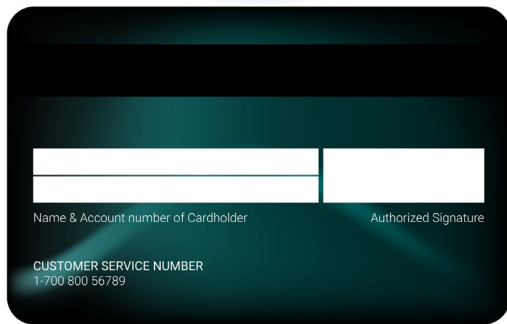 Name & Account number of Cardholder
Authorized Signature
CUSTOMER SERVICE NUMBER
1-700 800 56789